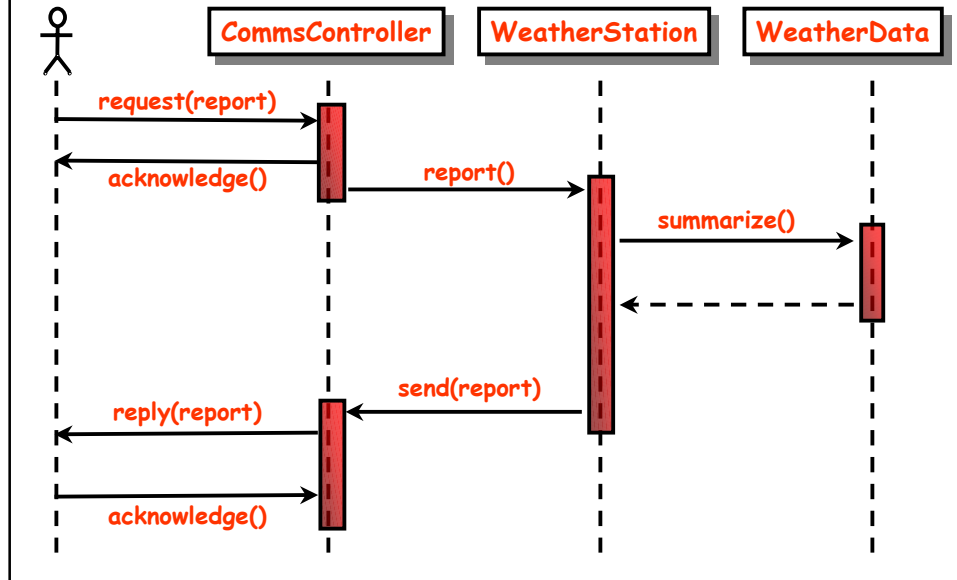 CommsController
WeatherStation
WeatherData
request(report)
acknowledge()
report()
summarize()
send(report)
reply(report)
acknowledge()